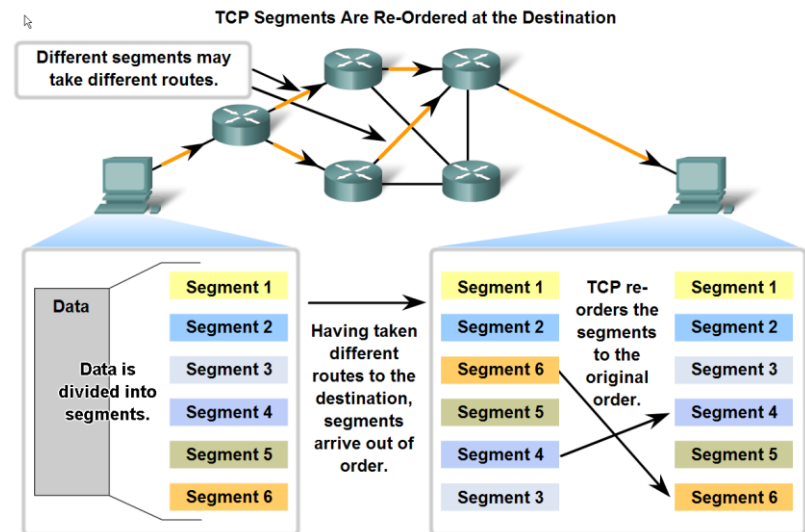 TCP Segments Are Re-Ordered at the Destination
Different segments may
take different routes.
Data
Data is
divided into
segments.
Segment 1
Segment 2
Segment 3
Segment 4
Segment 5
Segment 6
Having taken
different
routes to the
destination,
segments
arrive out of
order.
Segment 1
Segment 2
Segment 6
Segment 5
Segment 4
Segment 3
TCP re-
orders the
segments
to the
original
order.
Segment 1
Segment 2
Segment 3
Segment 4
Segment 5
Segment 6